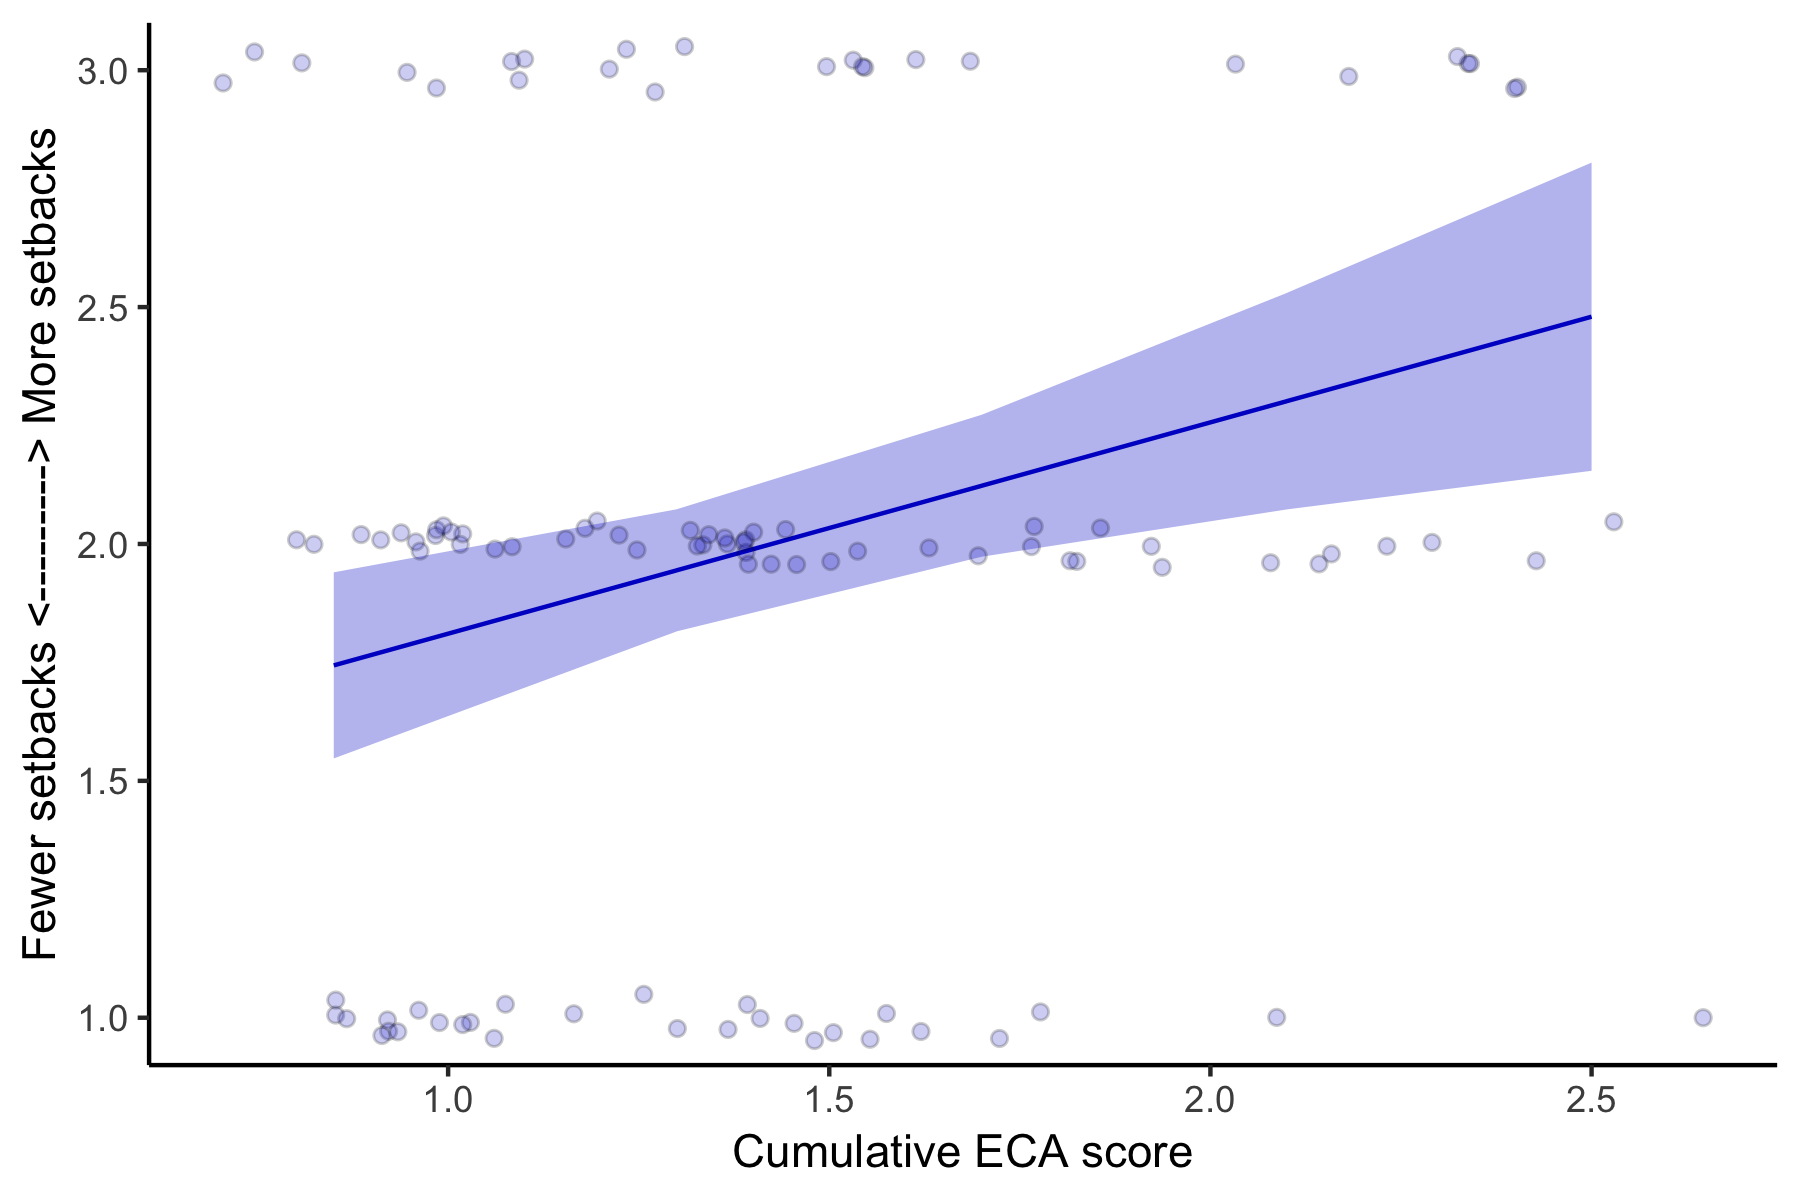 Fewer setbacks <-----------> More setbacks
3.0
2.5
2.0
1.5
1.0
1.0 1.5 2.0 2.5
Cumulative ECA score